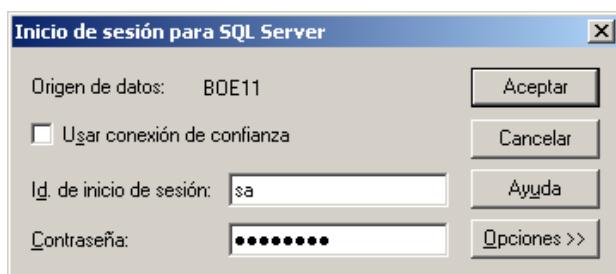 Inicio de sesión para SQL Server
Origen de datos: BOE11 Aceptar
Usar conexión de confianza Cancelar
Id. de inicio de sesión: sa Ayuda
Contraseña: ●●●●●●●● Opciones >>